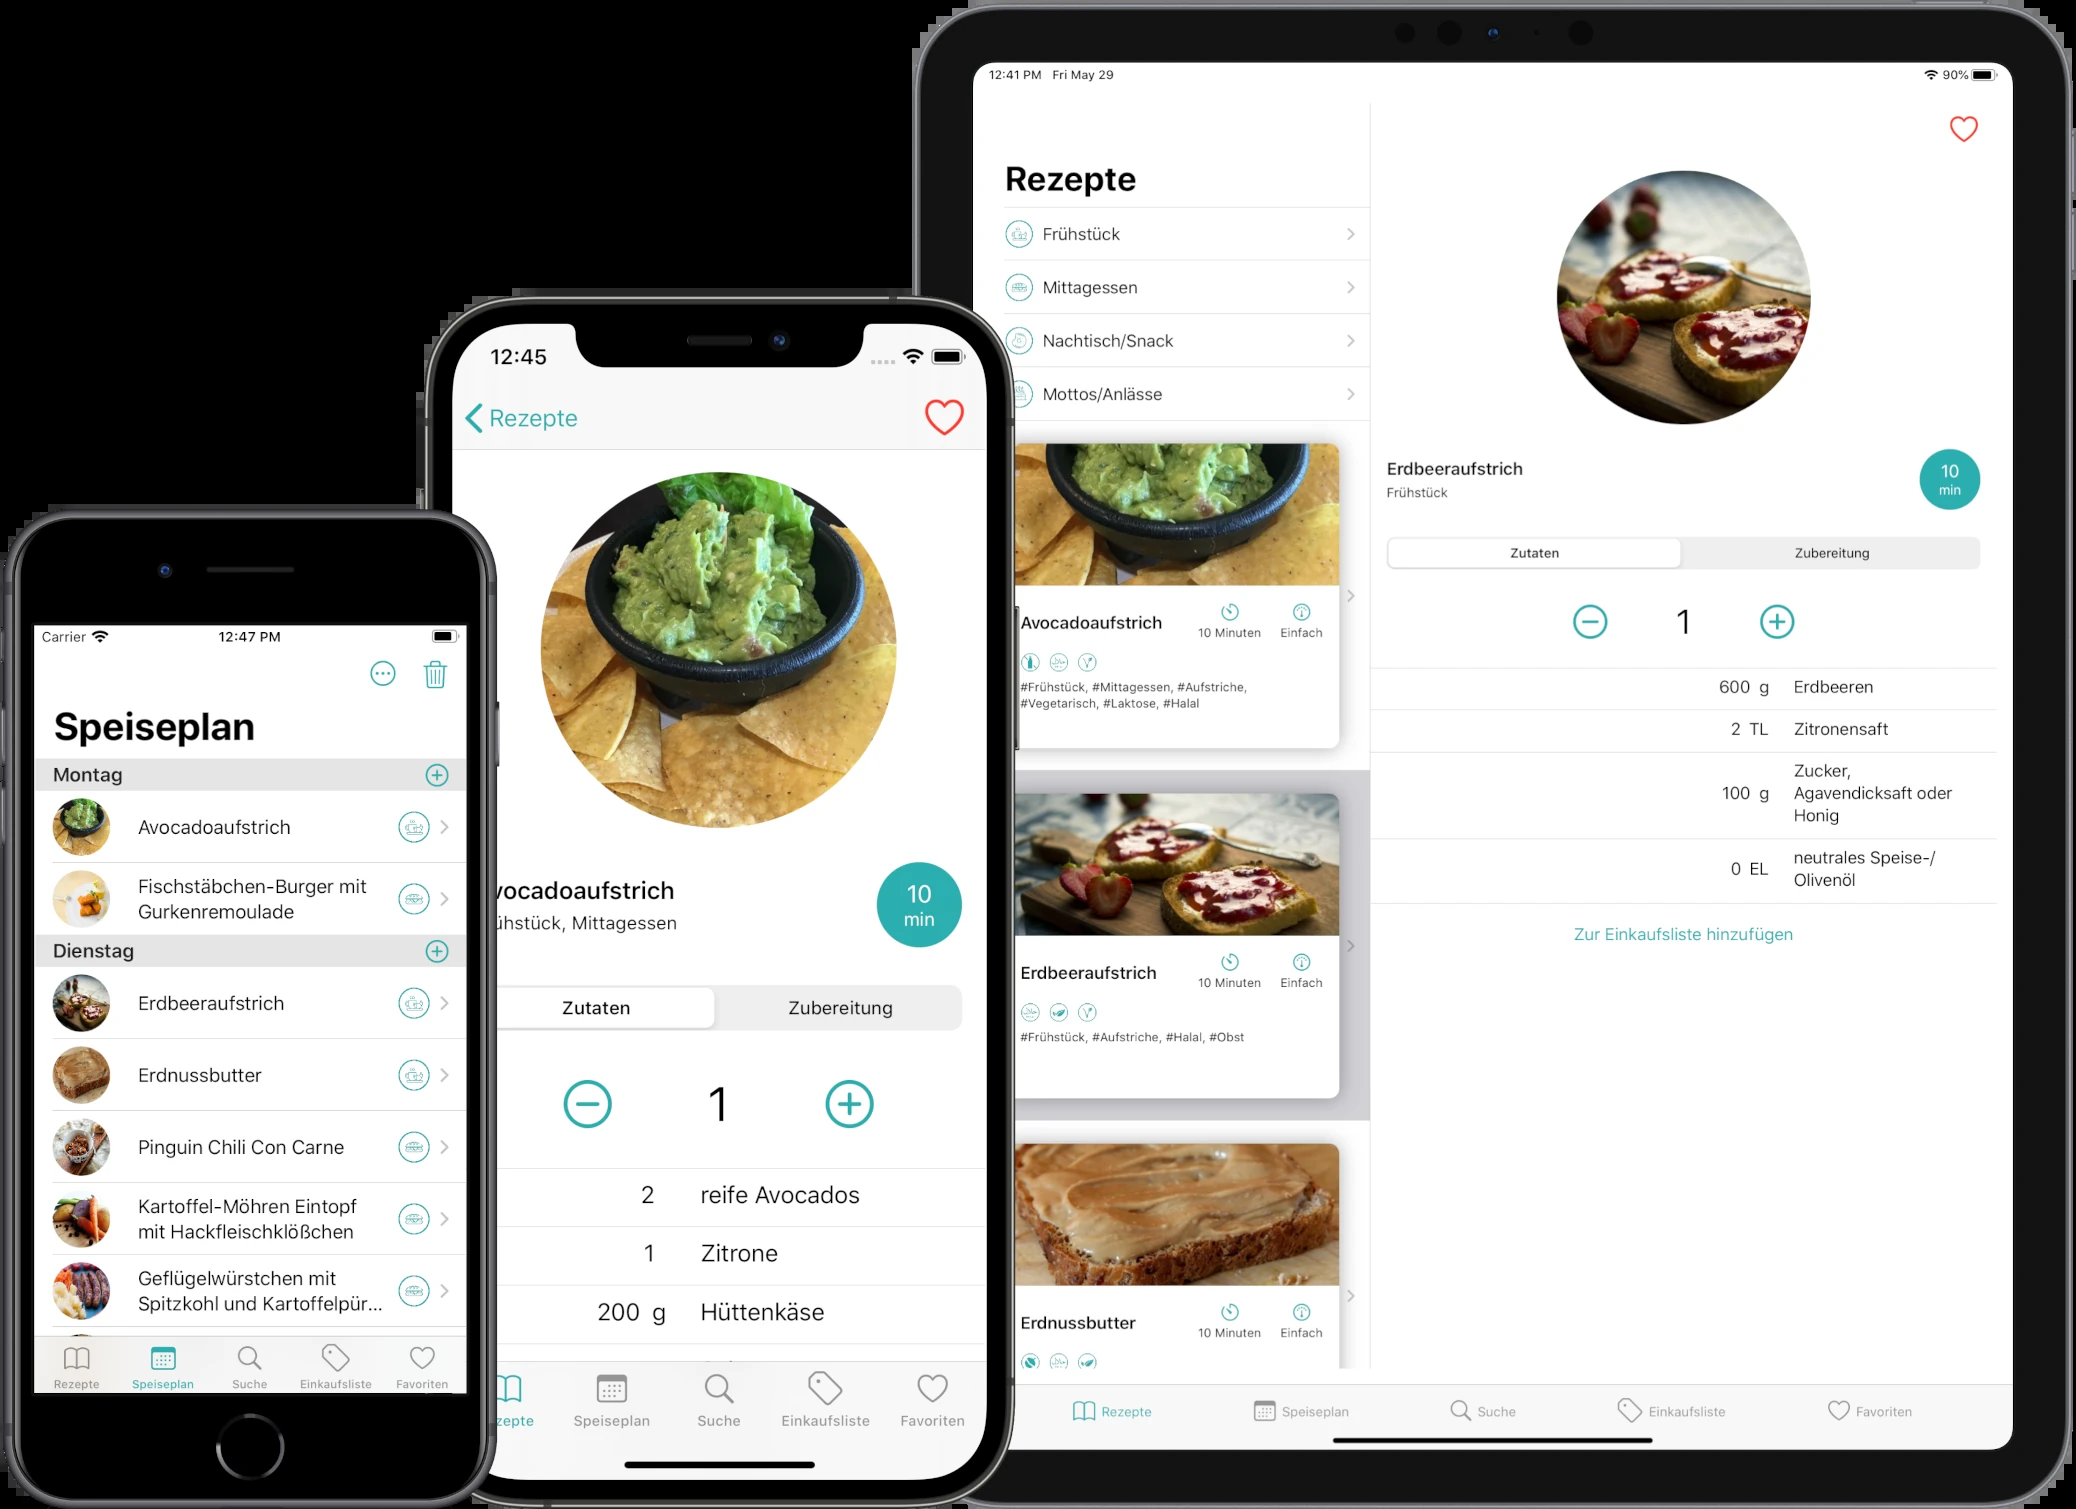 Carrier
12:47 PM
Speiseplan
Montag
Avocadoaufstrich
Fischstäbchen-Burger mit
Gurkenremoulade
Dienstag
Erdbeeraufstrich
Erdnussbutter
Pinguin Chili Con Carne
Kartoffel-Möhren Eintopf
mit Hackfleischklößchen
Geflügelwürstchen mit
Spitzkohl und Kartoffelpür...
Rezepte
Speiseplan
Suche
Einkaufsliste
Favoriten
12:45
Rezepte
vocadoaufstrich
ühstück, Mittagessen
10
min
Zutaten
Zubereitung
1
2 reife Avocados
1 Zitrone
200 g Hüttenkäse
zepte
Speiseplan
Suche
Einkaufsliste
Favoriten
12:41 PM Fri May 29
90%
Rezepte
Frühstück
Mittagessen
Nachtisch/Snack
Mottos/Anlässe
Avocadoaufstrich
10 Minuten
Einfach
#Frühstück, #Mittagessen, #Aufstriche,
#Vegetarisch, #Laktose, #Halal
Erdbeeraufstrich
10 Minuten
Einfach
#Frühstück, #Aufstriche, #Halal, #Obst
Erdnussbutter
10 Minuten
Einfach
Erdbeeraufstrich
Frühstück
10
min
Zutaten
Zubereitung
1
600 g Erdbeeren
2 TL Zitronensaft
100 g Zucker,
Agavendicksaft oder
Honig
0 EL neutrales Speise-/
Olivenöl
Zur Einkaufsliste hinzufügen
Rezepte
Speiseplan
Suche
Einkaufsliste
Favoriten